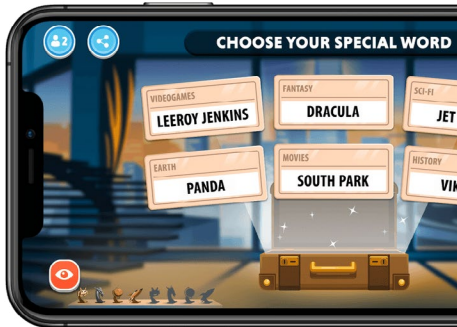 2
CHOOSE YOUR SPECIAL WORD
VIDEOGAMES
LEEROY JENKINS
FANTASY
DRACULA
SCI-FI
JET
EARTH
PANDA
MOVIES
SOUTH PARK
HISTORY
VIK